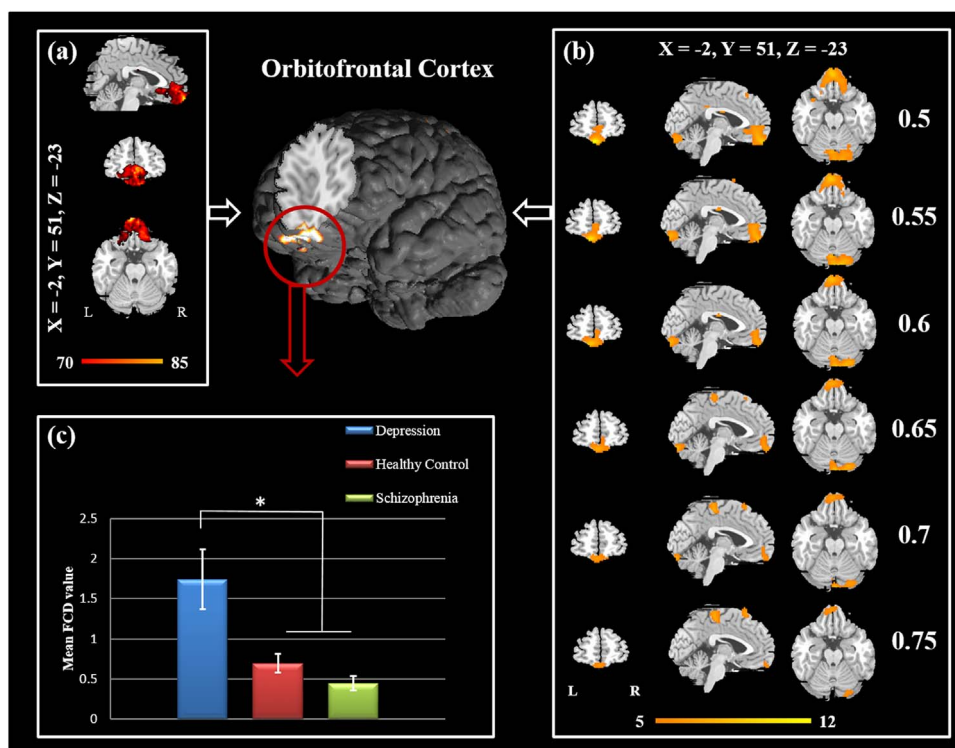 (a)
X = -2, Y = 51, Z = -23
L R
70 85
Orbitofrontal Cortex
(b)
X = -2, Y = 51, Z = -23
0.5
0.55
0.6
0.65
0.7
0.75
L R
5 12
(c)
Depression
Healthy Control
Schizophrenia
*
Mean FCD value
2.5
2
1.5
1
0.5
0